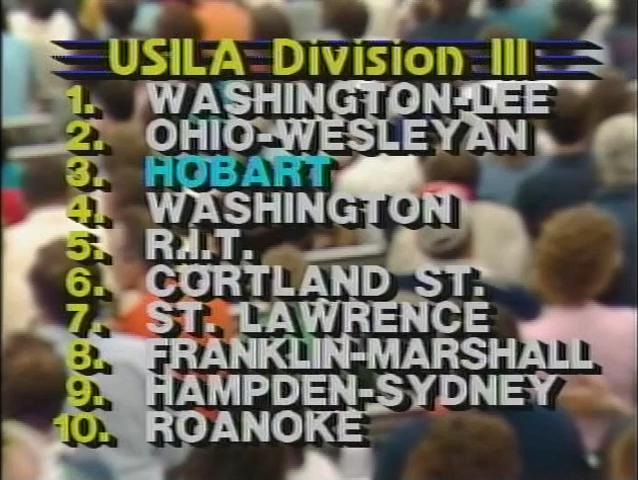 USILA Division III
1. WASHINGTON-LEE
2. OHIO-WESLEYAN
3. HOBART
4. WASHINGTON
5. R.I.T.
6. CORTLAND ST.
7. ST. LAWRENCE
8. FRANKLIN-MARSHALL
9. HAMPDEN-SYDNEY
10. ROANOKE